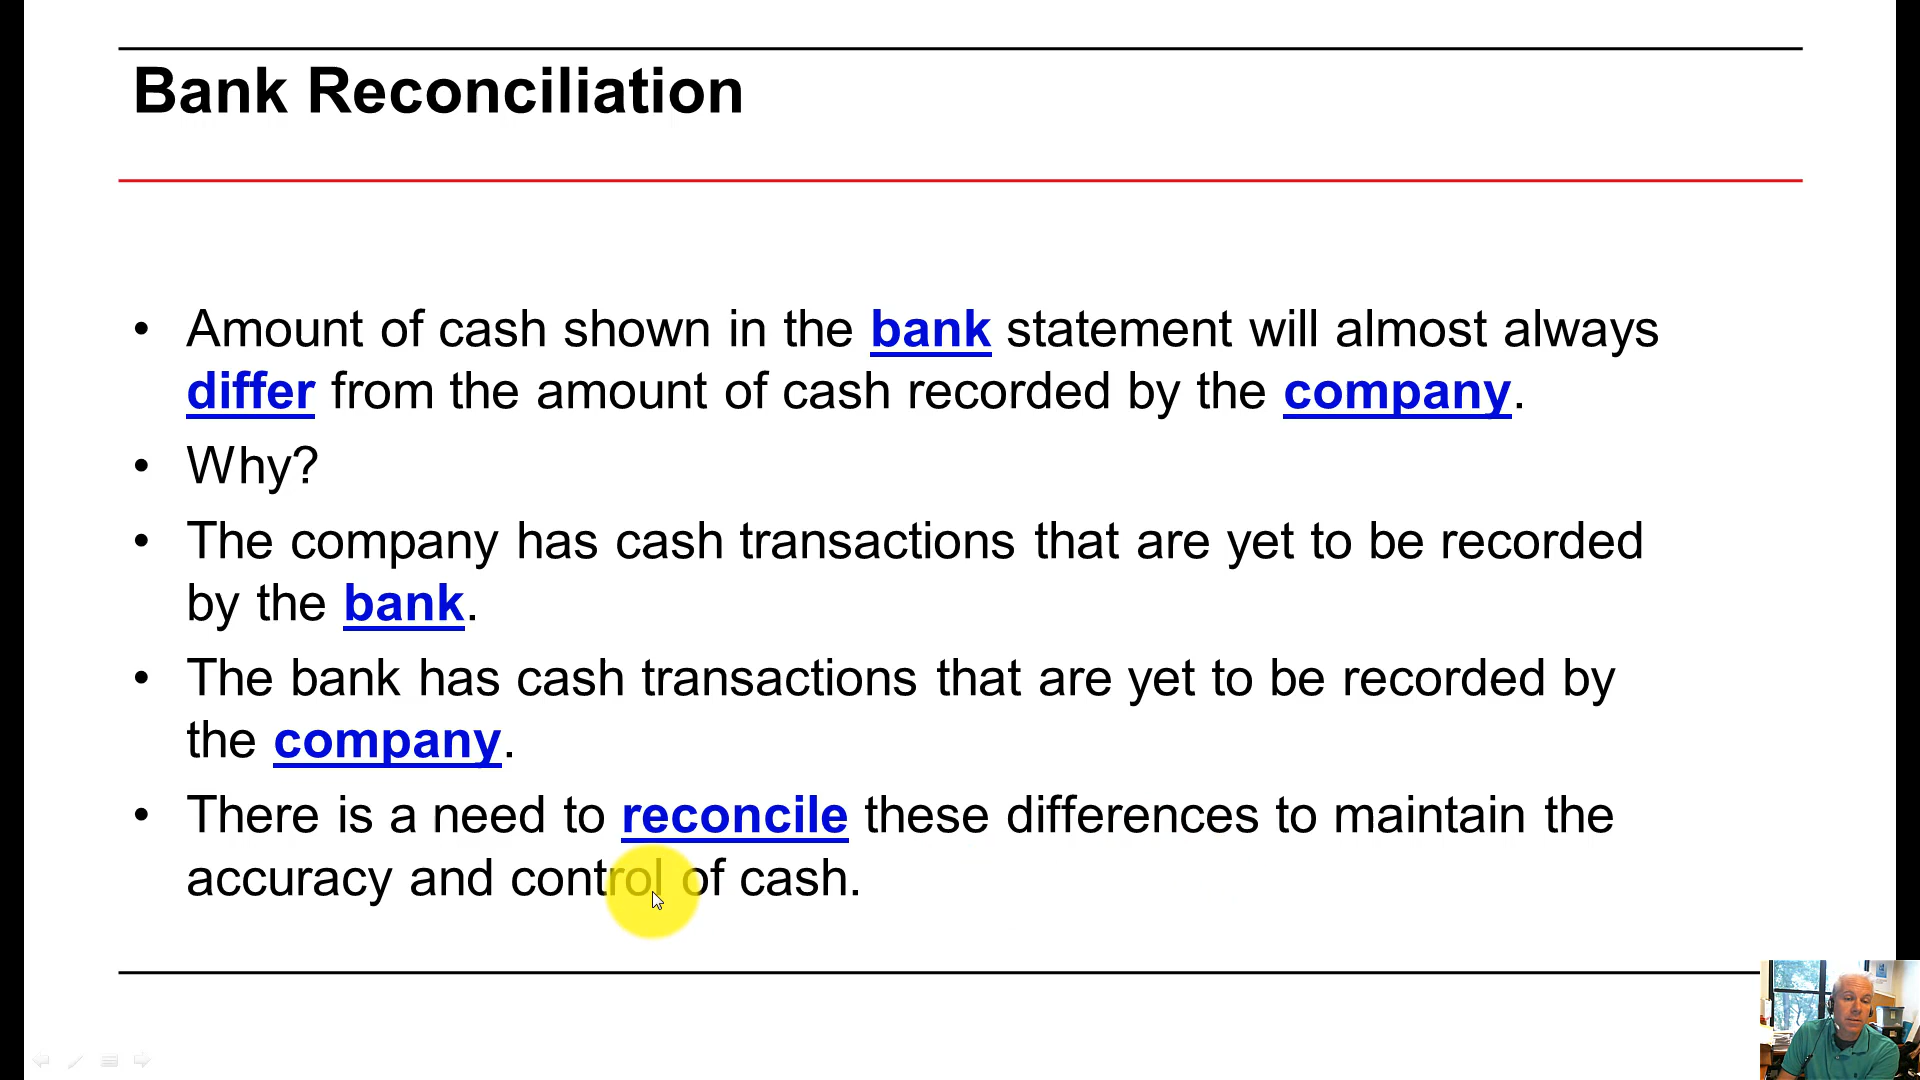 Bank Reconciliation
• Amount of cash shown in the bank statement will almost always
differ from the amount of cash recorded by the company.
• Why?
• The company has cash transactions that are yet to be recorded
by the bank.
• The bank has cash transactions that are yet to be recorded by
the company.
• There is a need to reconcile these differences to maintain the
accuracy and control of cash.